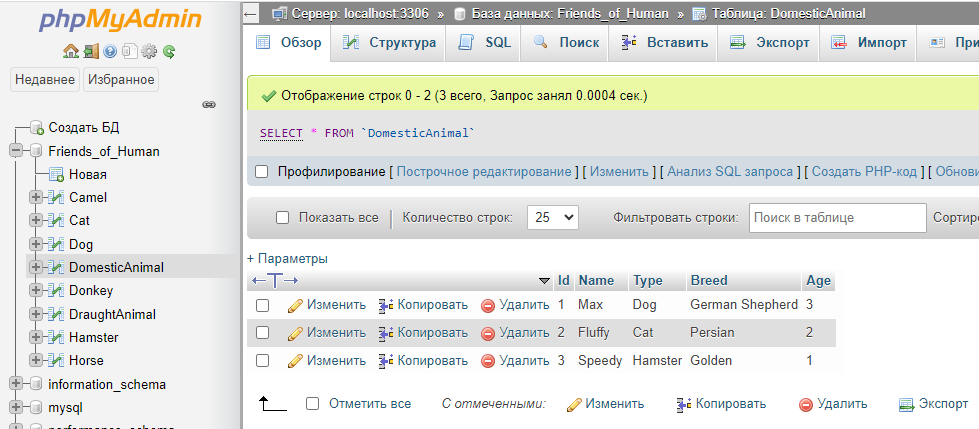 phpMyAdmin
Недавнее Избранное
Создать БД
Friends_of_Human
Новая
Camel
Cat
Dog
DomesticAnimal
Donkey
DraughtAnimal
Hamster
Horse
information_schema
mysql
Сервер: localhost:3306 » База данных: Friends_of_Human » Таблица: DomesticAnimal
Обзор Структура SQL Поиск Вставить Экспорт Импорт
Отображение строк 0 - 2 (3 всего, Запрос занял 0.0004 сек.)
SELECT * FROM `DomesticAnimal`
Профилирование [ Построчное редактирование ] [ Изменить ] [ Анализ SQL запроса ] [ Создать PHP-код ] [ Обнови
Показать все | Количество строк: 25 Фильтровать строки: Поиск в таблице Сортир
+ Параметры
←T→ Id Name Type Breed Age
Изменить Копировать Удалить 1 Max Dog German Shepherd 3
Изменить Копировать Удалить 2 Fluffy Cat Persian 2
Изменить Копировать Удалить 3 Speedy Hamster Golden 1
Отметить все С отмеченными: Изменить Копировать Удалить Экспорт